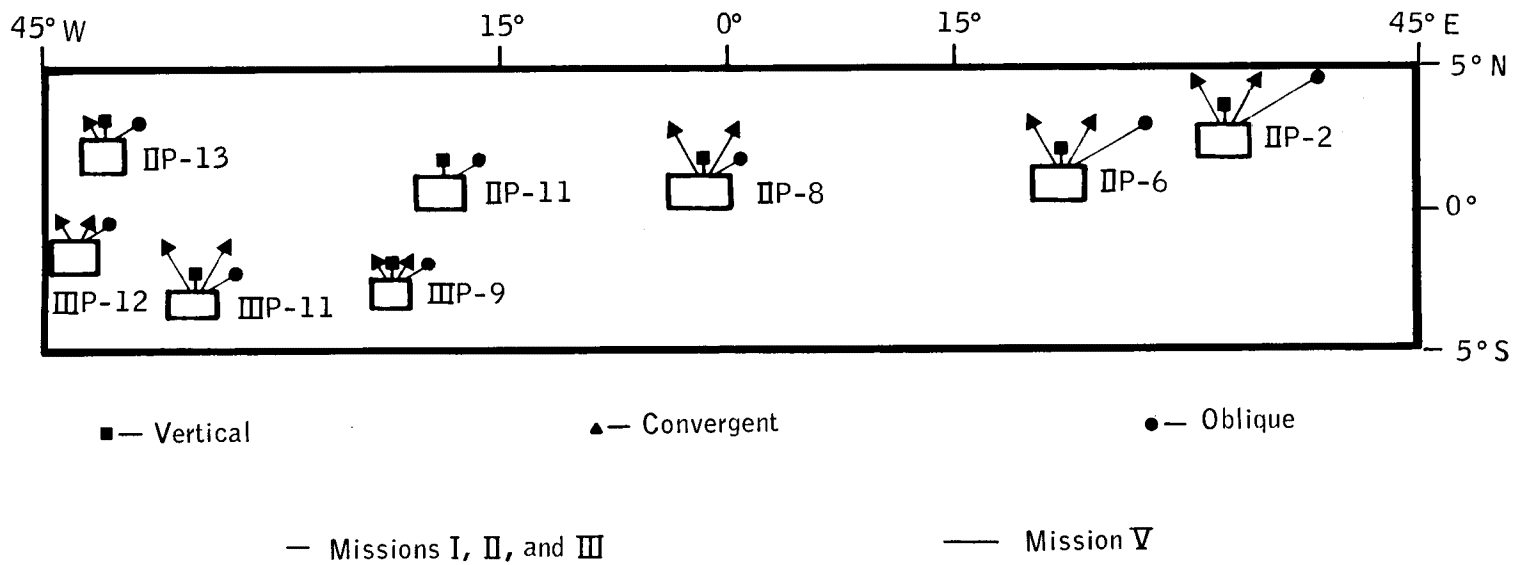 45° W 15° 0° 15° 45° E
5° N
IIP-2
IIP-13
IIP-11
IIP-8
IIP-6
0°
IIIP-12
IIIP-11
IIIP-9
5° S
— Vertical
— Convergent
— Oblique
— Missions I, II, and III
— Mission V